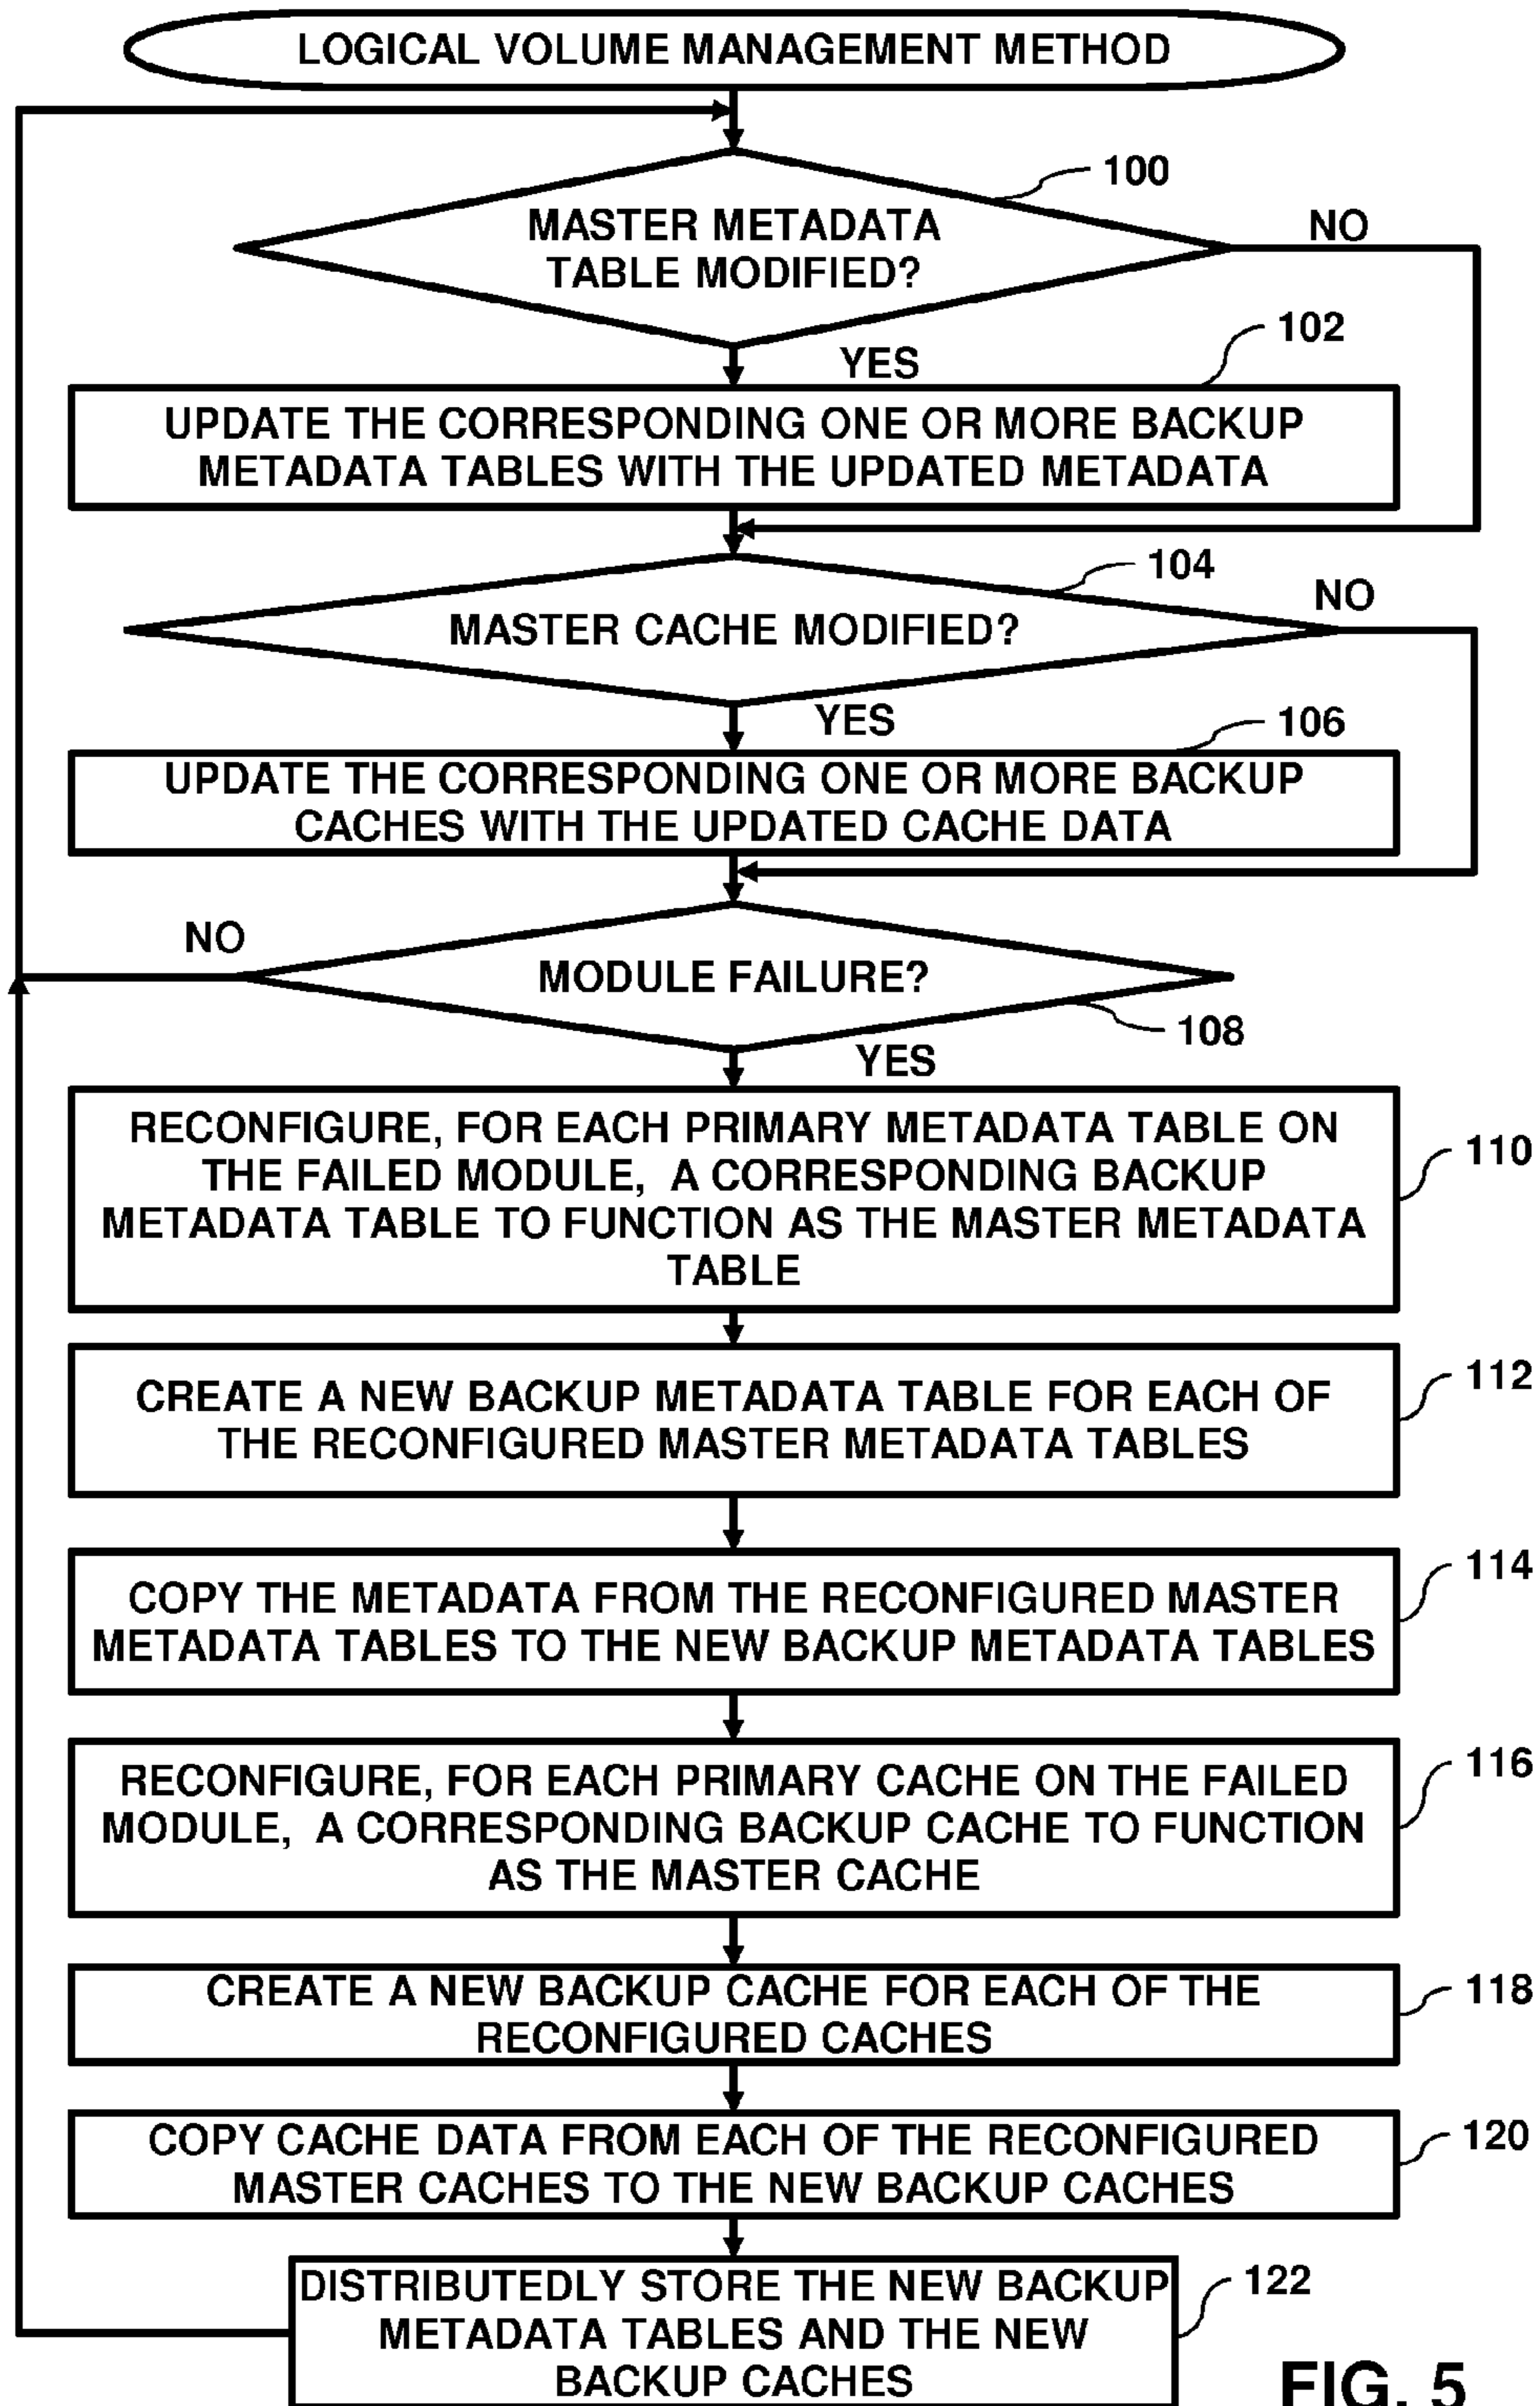 LOGICAL VOLUME MANAGEMENT METHOD
100
MASTER METADATA
TABLE MODIFIED?
NO
YES
102
UPDATE THE CORRESPONDING ONE OR MORE BACKUP
METADATA TABLES WITH THE UPDATED METADATA
104
NO
MASTER CACHE MODIFIED?
YES
106
UPDATE THE CORRESPONDING ONE OR MORE BACKUP
CACHES WITH THE UPDATED CACHE DATA
NO
MODULE FAILURE?
108
YES
RECONFIGURE, FOR EACH PRIMARY METADATA TABLE ON
THE FAILED MODULE, A CORRESPONDING BACKUP
METADATA TABLE TO FUNCTION AS THE MASTER METADATA
TABLE
110
CREATE A NEW BACKUP METADATA TABLE FOR EACH OF
THE RECONFIGURED MASTER METADATA TABLES
112
COPY THE METADATA FROM THE RECONFIGURED MASTER
METADATA TABLES TO THE NEW BACKUP METADATA TABLES
114
RECONFIGURE, FOR EACH PRIMARY CACHE ON THE FAILED
MODULE, A CORRESPONDING BACKUP CACHE TO FUNCTION
AS THE MASTER CACHE
116
CREATE A NEW BACKUP CACHE FOR EACH OF THE
RECONFIGURED CACHES
118
COPY CACHE DATA FROM EACH OF THE RECONFIGURED
MASTER CACHES TO THE NEW BACKUP CACHES
120
DISTRIBUTEDLY STORE THE NEW BACKUP
METADATA TABLES AND THE NEW
BACKUP CACHES
122
FIG. 5